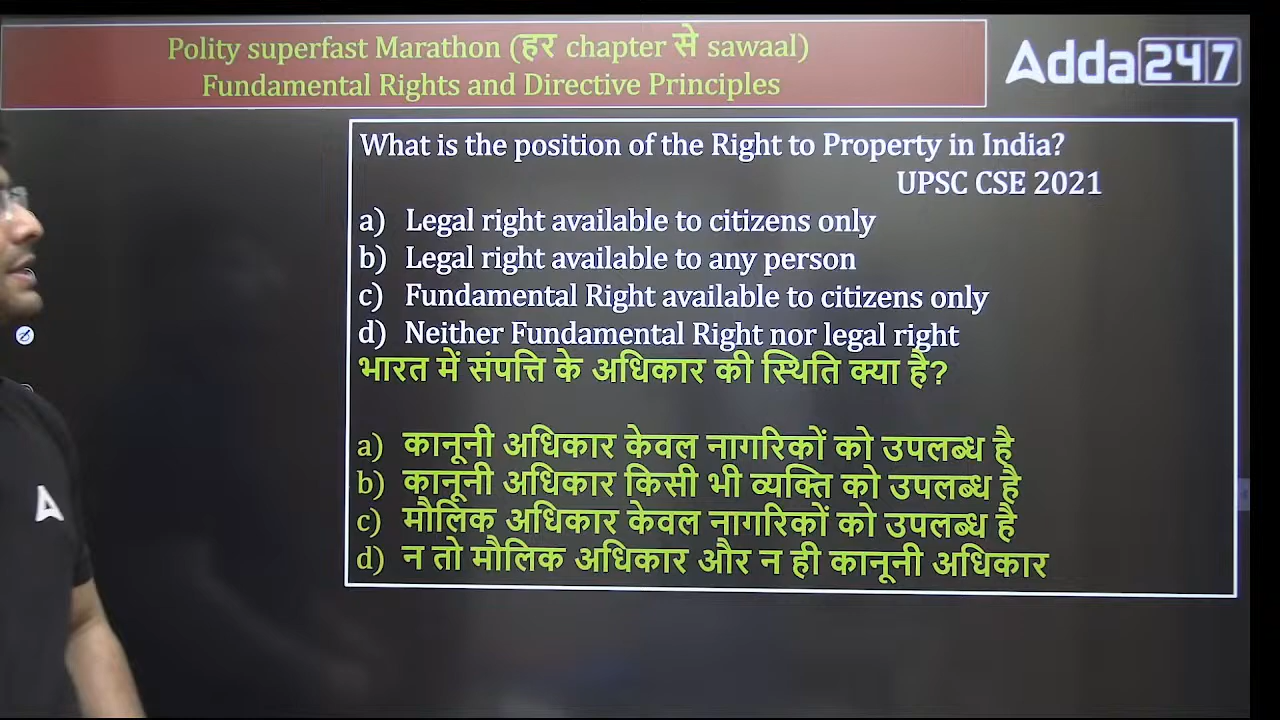 Polity superfast Marathon (हर chapter से sawaal)
Fundamental Rights and Directive Principles
Adda247
What is the position of the Right to Property in India?
UPSC CSE 2021
a) Legal right available to citizens only
b) Legal right available to any person
c) Fundamental Right available to citizens only
d) Neither Fundamental Right nor legal right
भारत में संपत्ति के अधिकार की स्थिति क्या है?
a) कानूनी अधिकार केवल नागरिकों को उपलब्ध है
b) कानूनी अधिकार किसी भी व्यक्ति को उपलब्ध है
c) मौलिक अधिकार केवल नागरिकों को उपलब्ध है
d) न तो मौलिक अधिकार और न ही कानूनी अधिकार